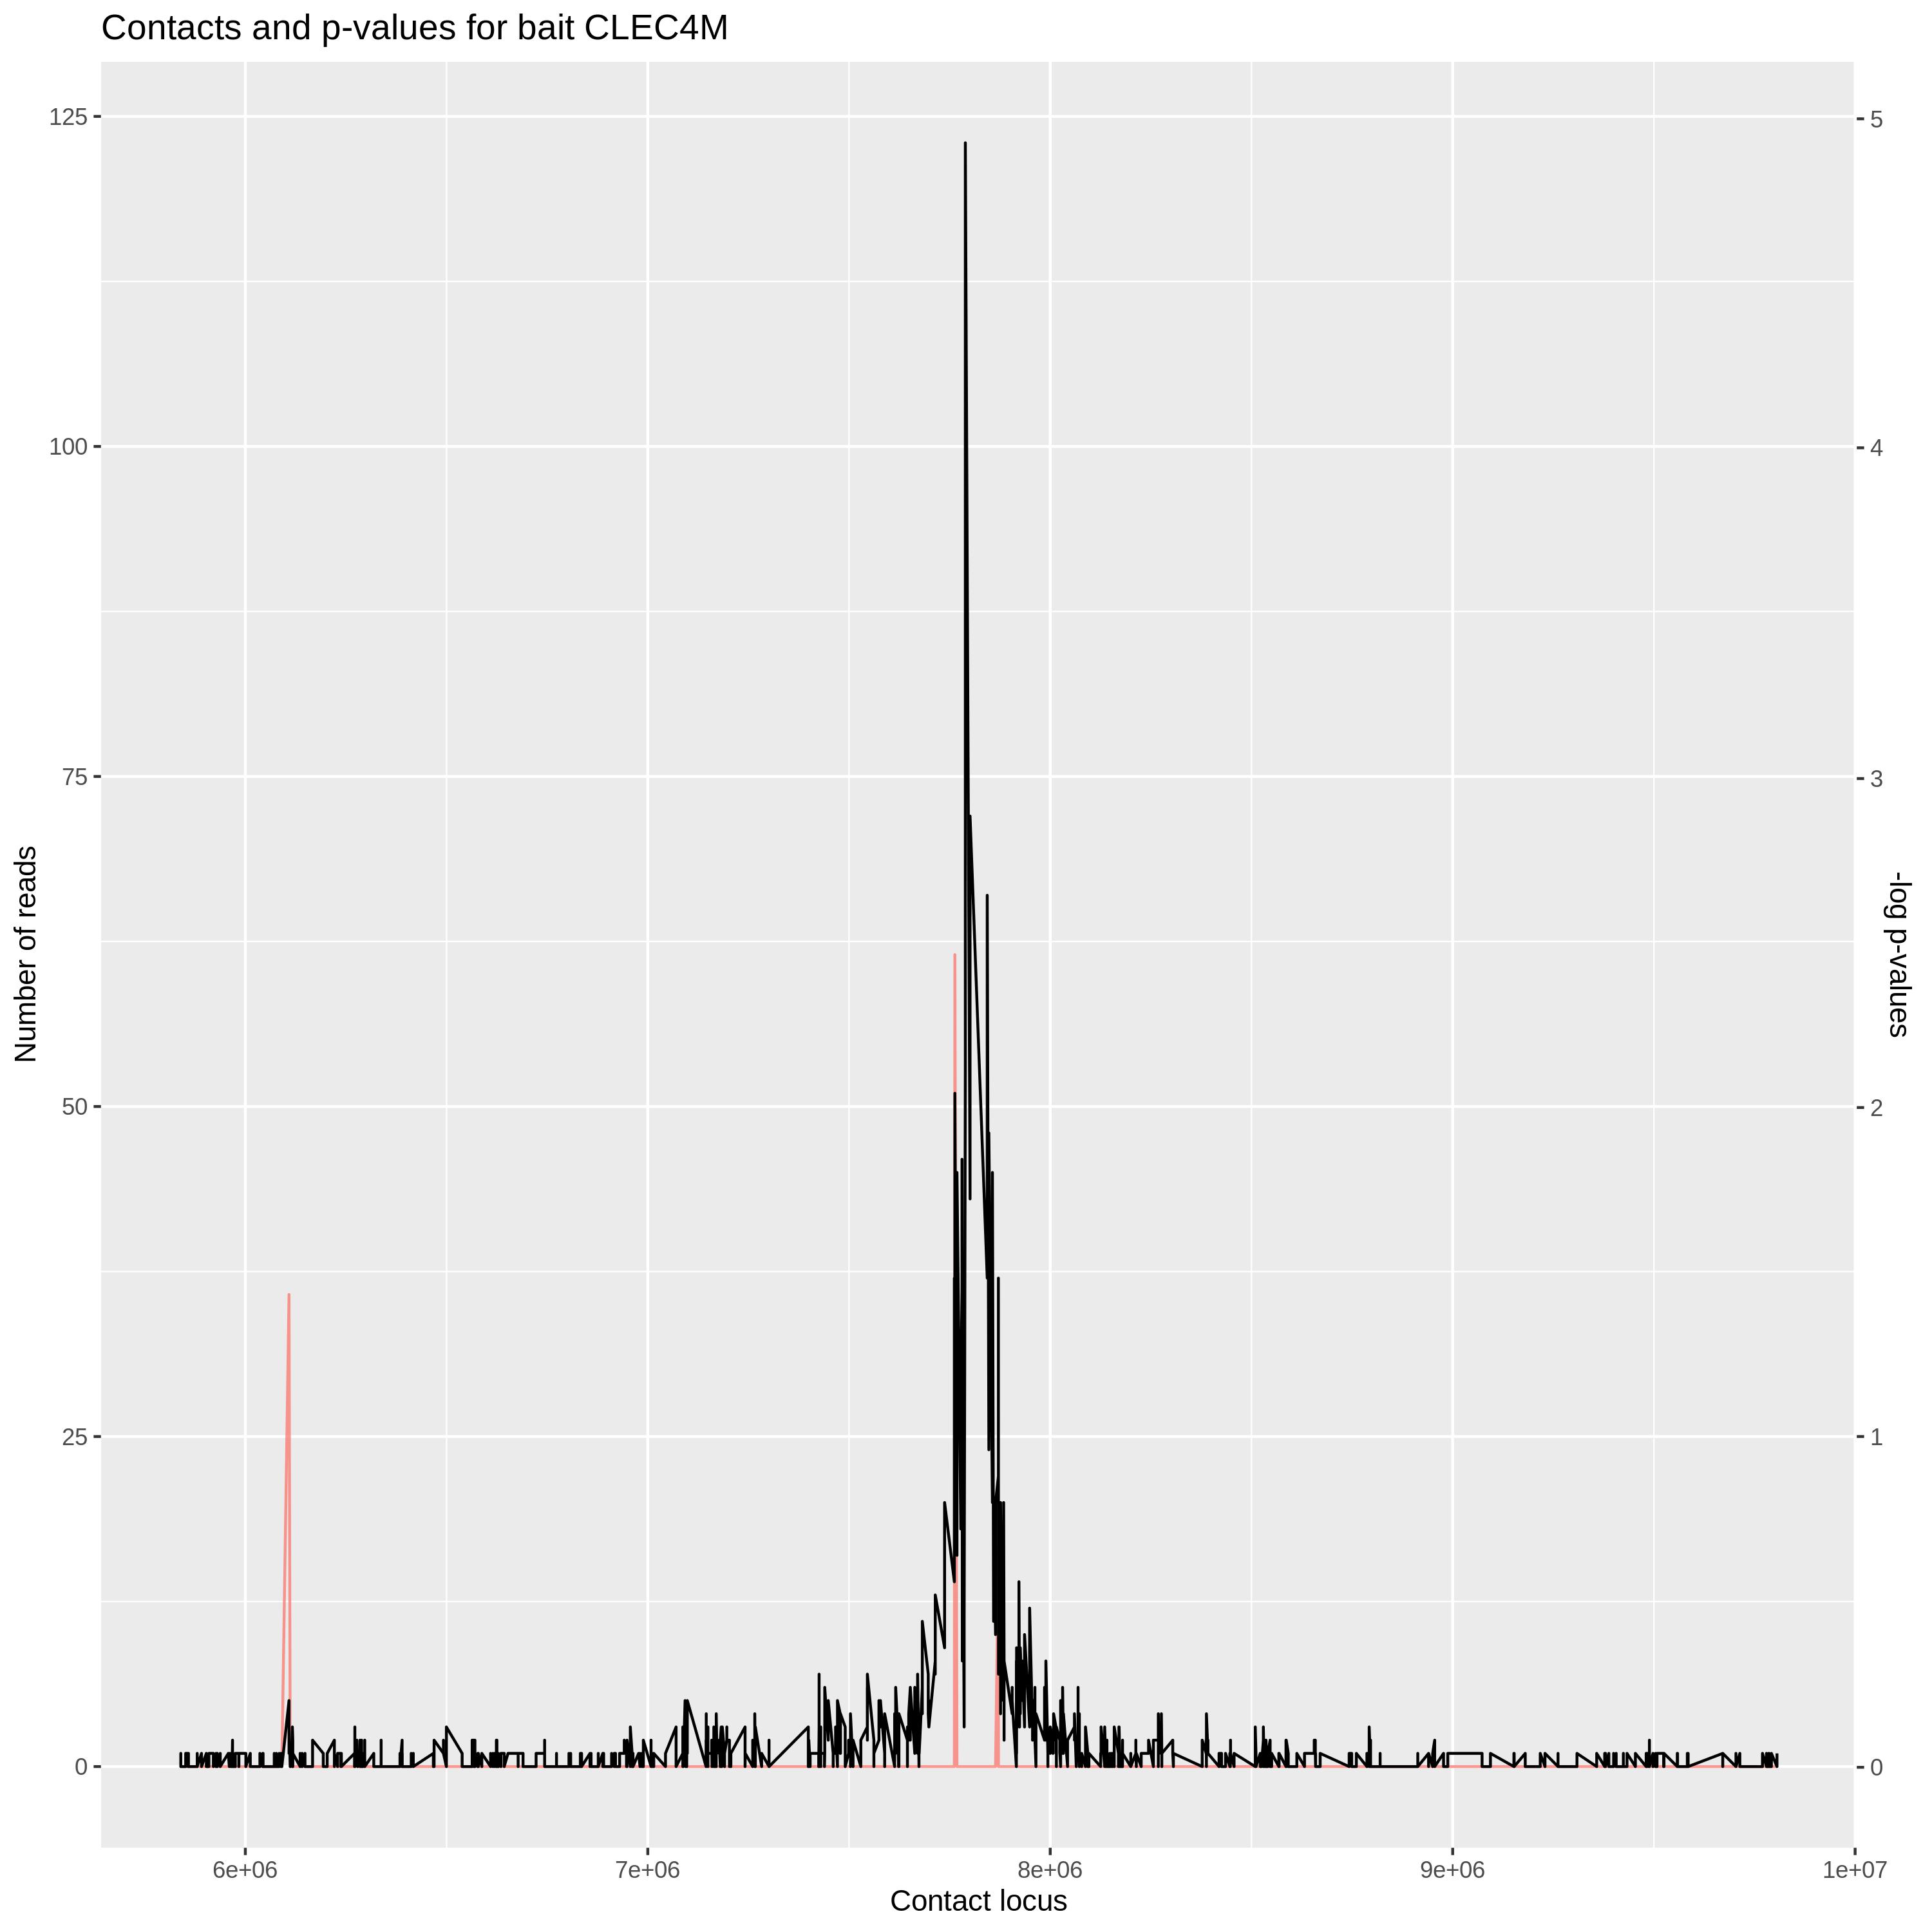 Contacts and p-values for bait CLEC4M
125
100
75
50
25
0
Number of reads
5
4
3
2
1
0
-log p-values
6e+06
7e+06
8e+06
9e+06
1e+07
Contact locus